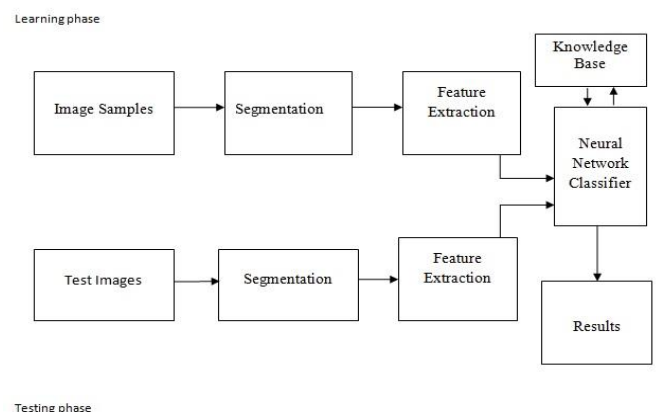 Learning phase
Image Samples
Segmentation
Feature
Extraction
Knowledge
Base
Neural
Network
Classifier
Test Images
Segmentation
Feature
Extraction
Results
Testing phase